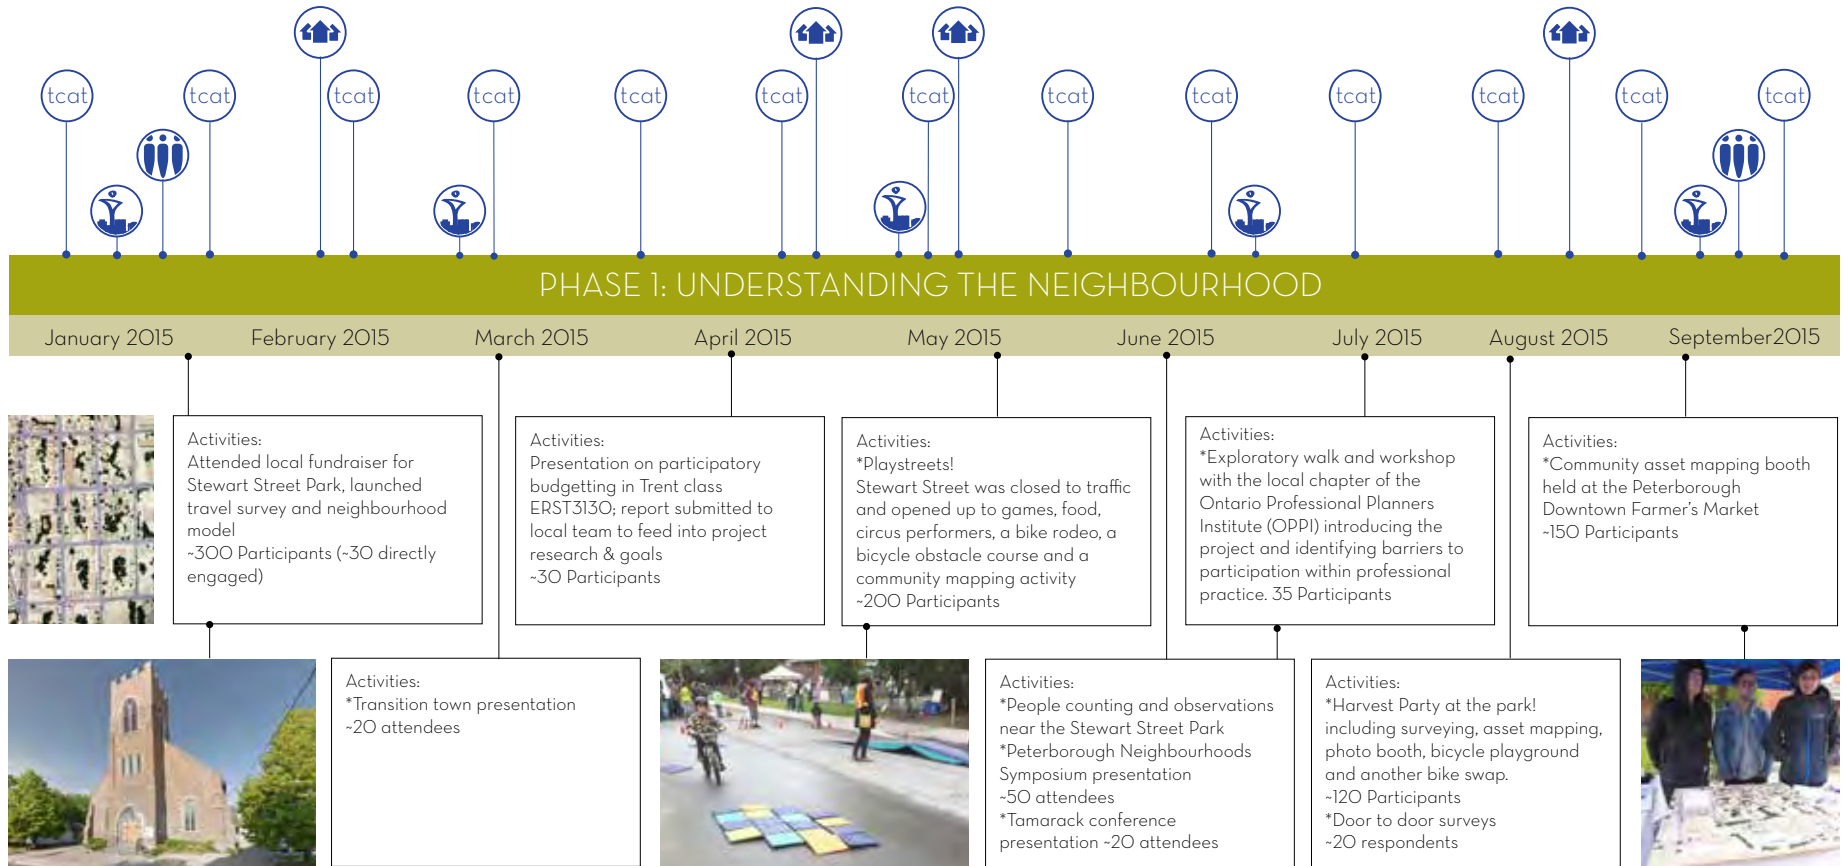 tcat
tcat
tcat
tcat
tcat
tcat
tcat
tcat
tcat
tcat
tcat
tcat
tcat
PHASE 1: UNDERSTANDING THE NEIGHBOURHOOD
January 2015
February 2015
March 2015
April 2015
May 2015
June 2015
July 2015
August 2015
September2015
Activities:
Attended local fundraiser for
Stewart Street Park, launched
travel survey and neighbourhood
model
~300 Participants (~30 directly
engaged)
Activities:
Presentation on participatory
budgetting in Trent class
ERST3130; report submitted to
local team to feed into project
research & goals
~30 Participants
Activities:
*Playstreets!
Stewart Street was closed to traffic
and opened up to games, food,
circus performers, a bike rodeo, a
bicycle obstacle course and a
community mapping activity
~200 Participants
Activities:
*Exploratory walk and workshop
with the local chapter of the
Ontario Professional Planners
Institute (OPPI) introducing the
project and identifying barriers to
participation within professional
practice. 35 Participants
Activities:
*Community asset mapping booth
held at the Peterborough
Downtown Farmer's Market
~150 Participants
Activities:
*Transition town presentation
~20 attendees
Activities:
*People counting and observations
near the Stewart Street Park
*Peterborough Neighbourhoods
Symposium presentation
~50 attendees
*Tamarack conference
presentation ~20 attendees
Activities:
*Harvest Party at the park!
including surveying, asset mapping,
photo booth, bicycle playground
and another bike swap.
~120 Participants
*Door to door surveys
~20 respondents